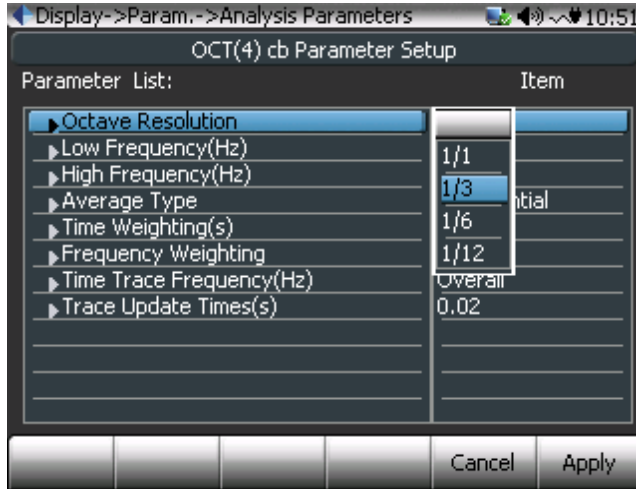 Display->Param.->Analysis Parameters 10:51
OCT(4) cb Parameter Setup
Parameter List: Item
Octave Resolution
Low Frequency(Hz) 1/1
High Frequency(Hz) 1/3
Average Type tial
Time Weighting(s) 1/6
Frequency Weighting 1/12
Time Trace Frequency(Hz) Overall
Trace Update Times(s) 0.02
Cancel Apply